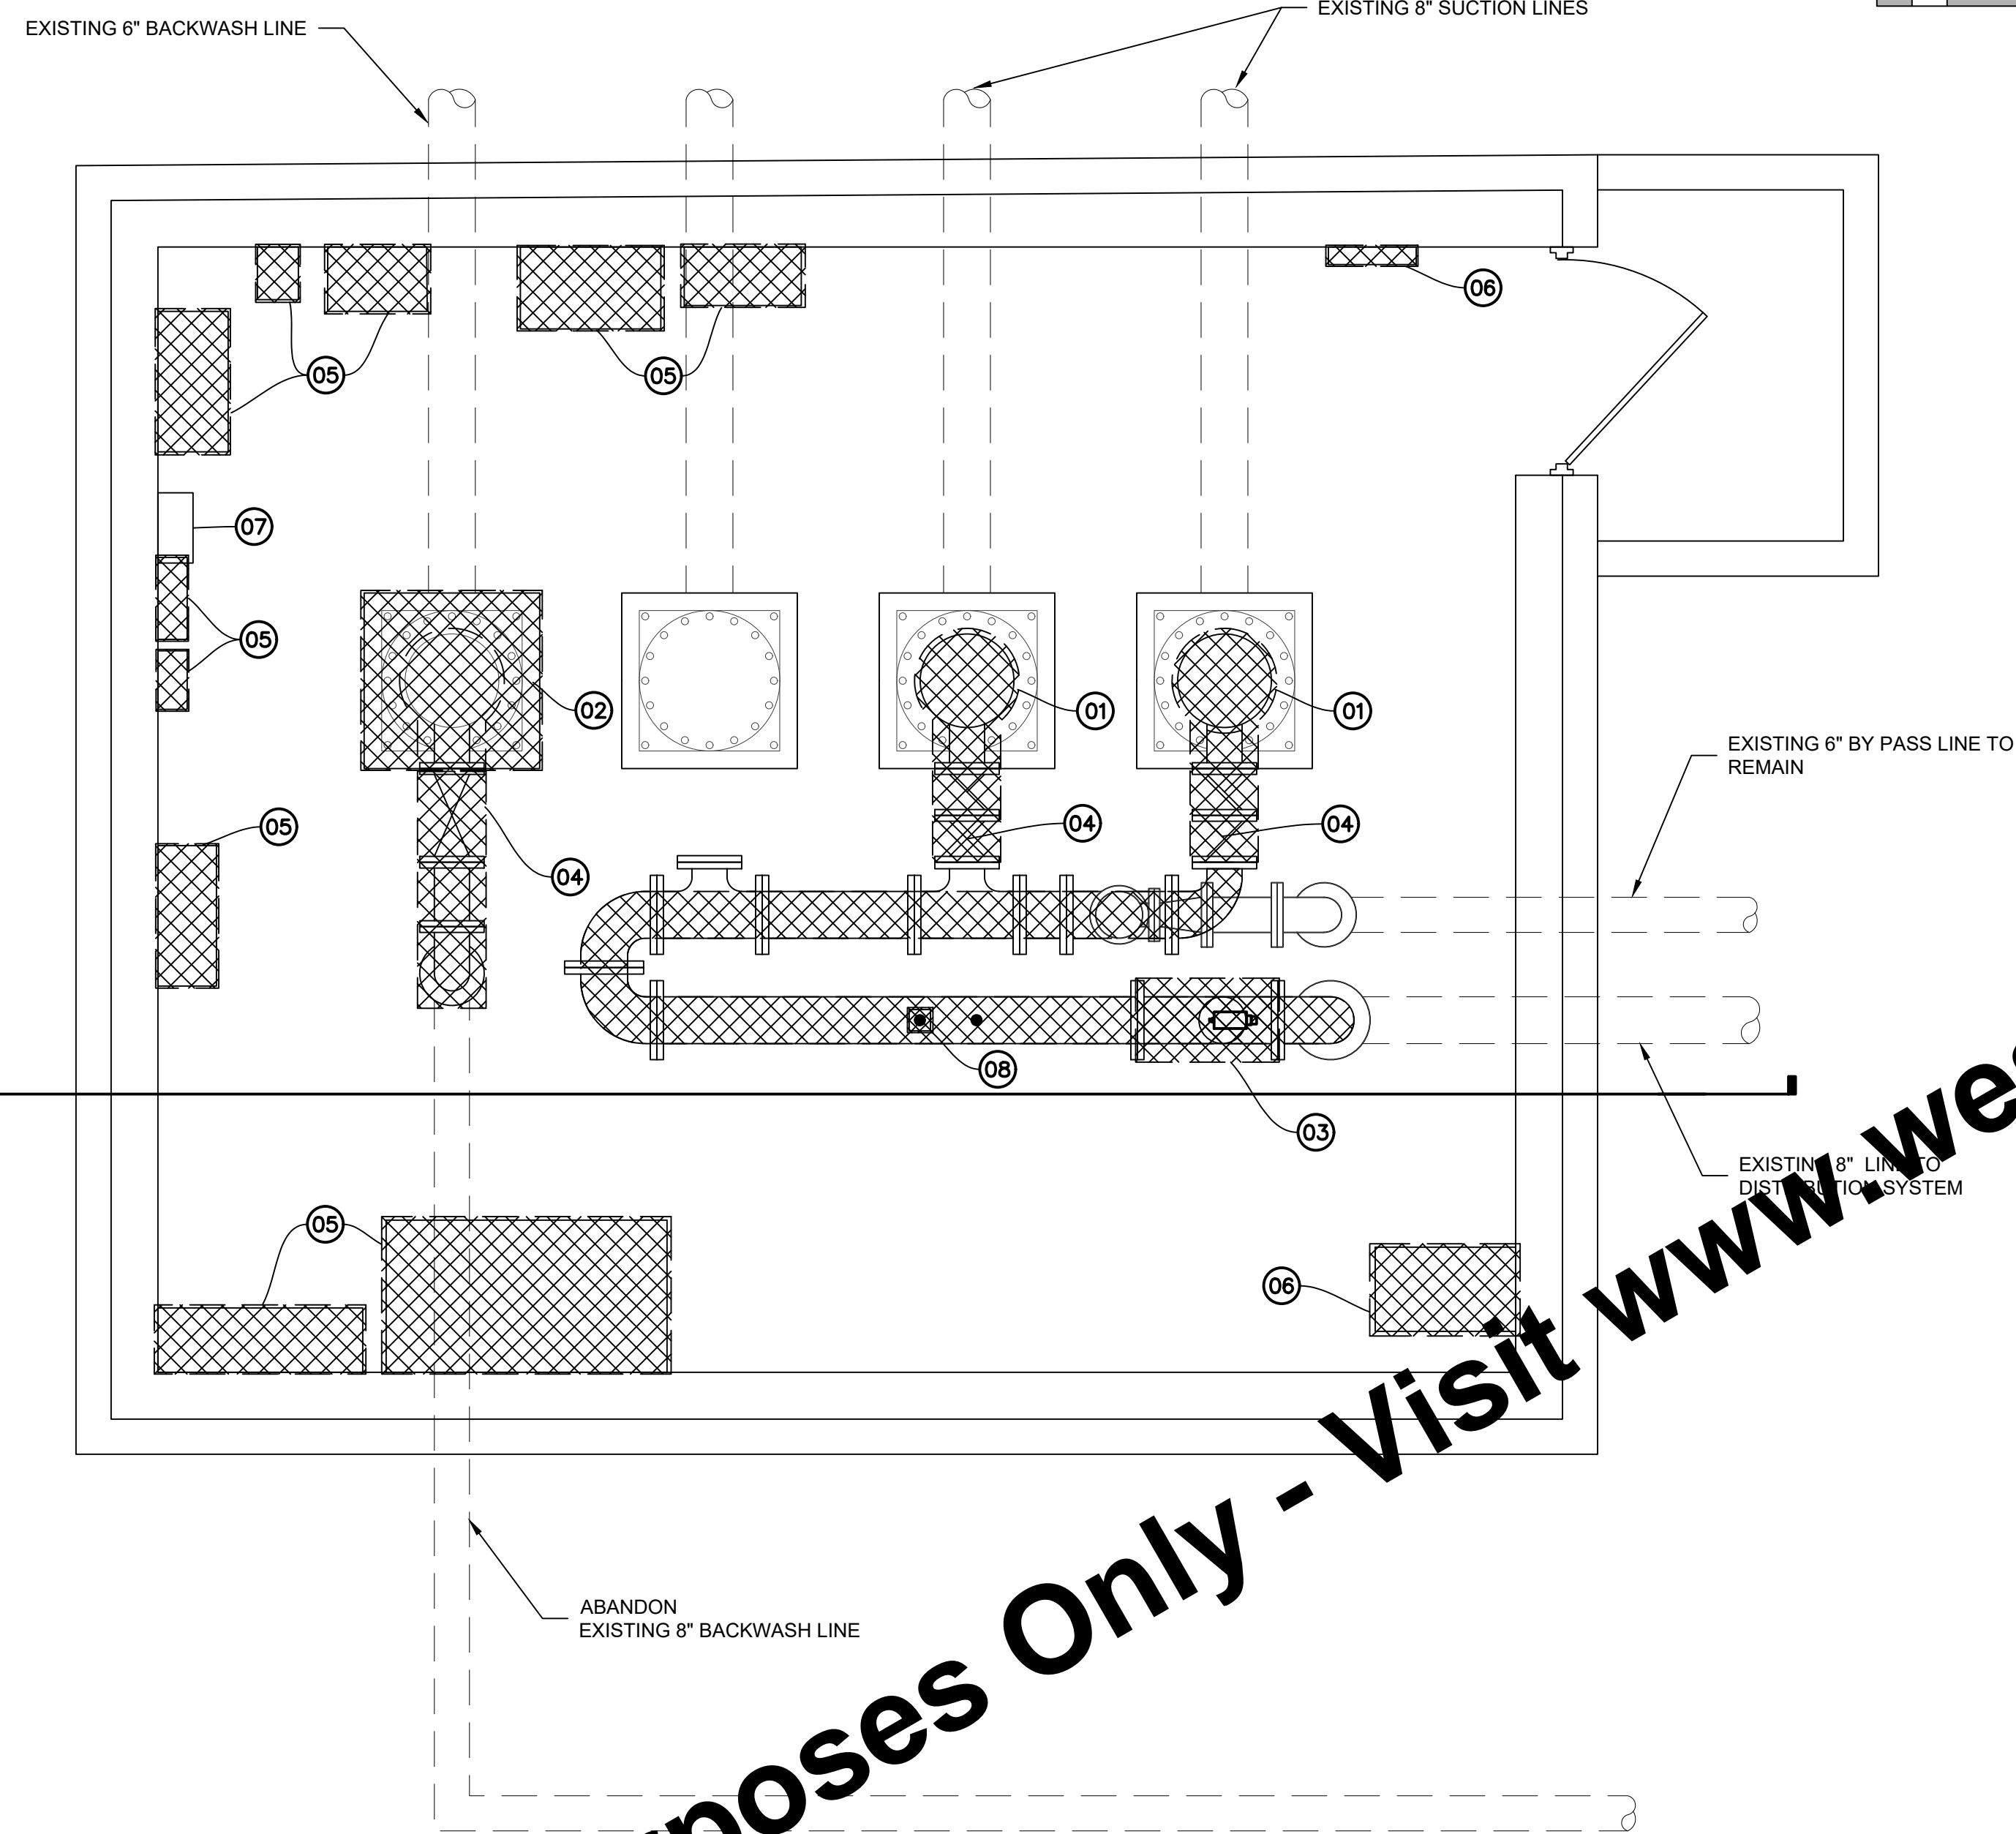 EXISTING 8" SUCTION LINES
EXISTING 6" BACKWASH LINE
06
05
05
07
05
02
01
01
EXISTING 6" BY PASS LINE TO
REMAIN
04
04
05
04
08
03
EXISTING 8" LINE TO
DISTRIBUTION SYSTEM
05
06
ABANDON
EXISTING 8" BACKWASH LINE
Only - Visit